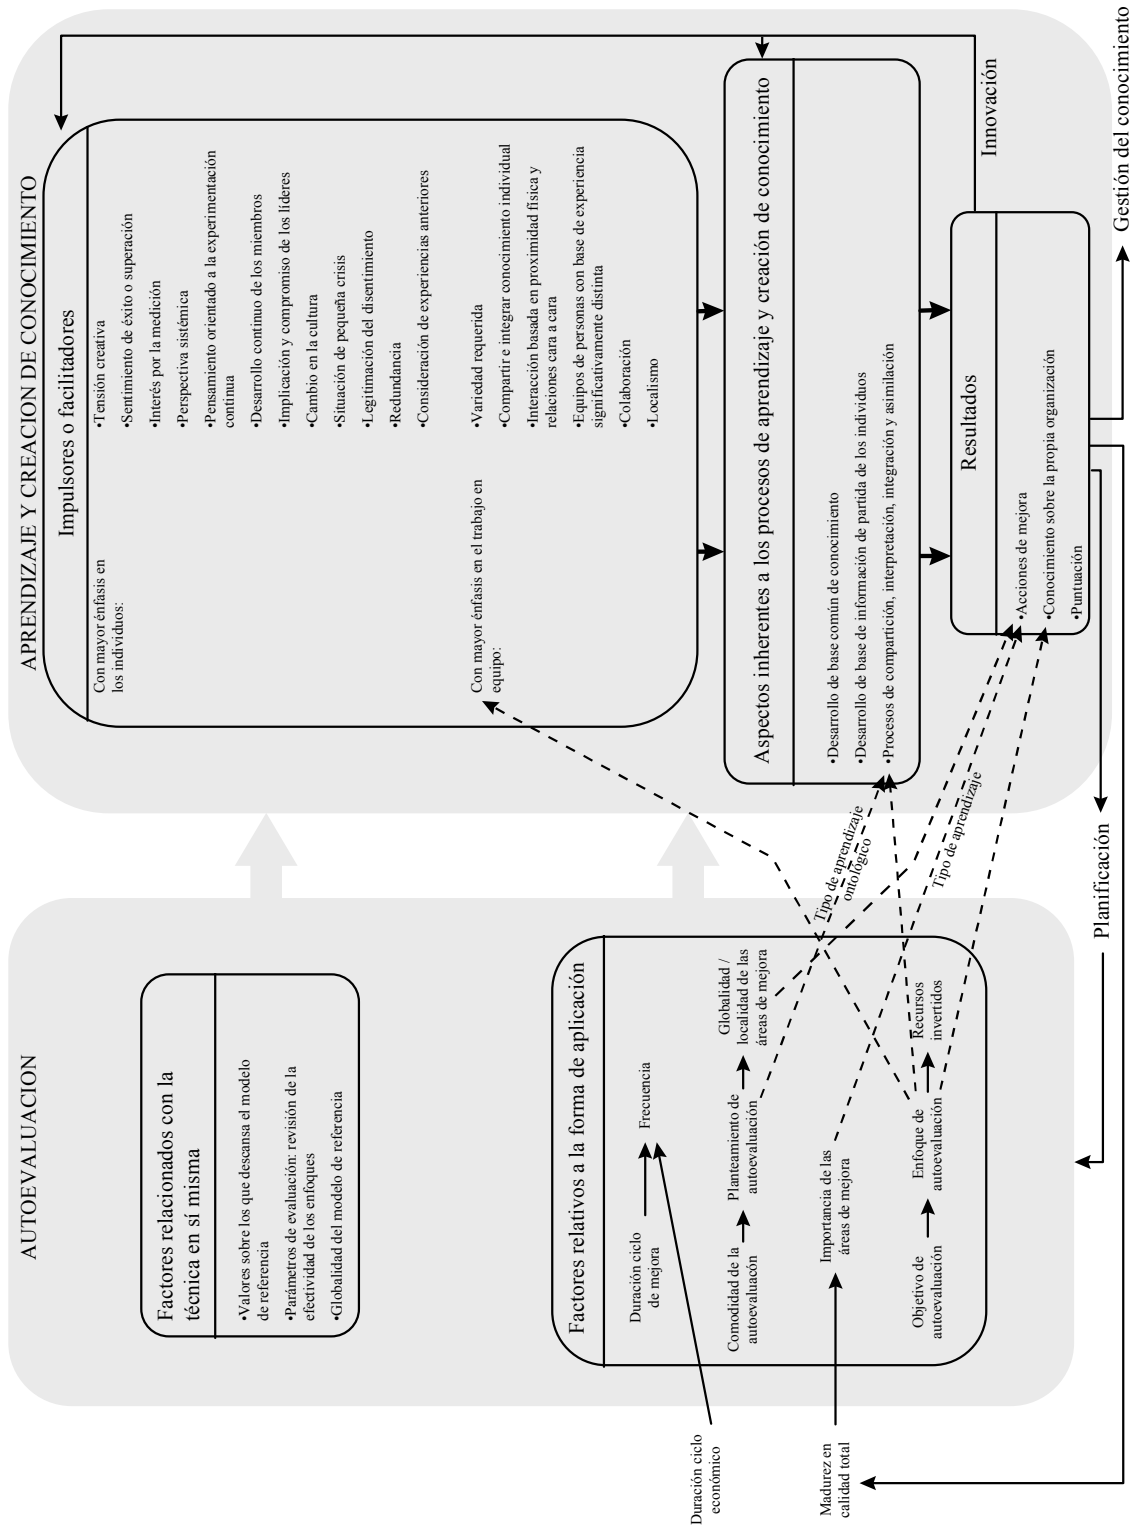 AUTOEVALUACION
Factores relacionados con la
técnica en sí misma
•Valores sobre los que descansa el modelo
de referencia
•Parámetros de evaluación: revisión de la
efectividad de los enfoques
•Globalidad del modelo de referencia
Factores relativos a la forma de aplicación
Duración ciclo
de mejora
Frecuencia
Comodidad de la
autoevaluacón
Planteamiento de
autoevaluación
Globalidad /
localidad de las
áreas de mejora
Importancia de las
áreas de mejora
Objetivo de
autoevaluación
Enfoque de
autoevaluación
Recursos
invertidos
Duración ciclo
económico
Madurez en
calidad total
APRENDIZAJE Y CREACION DE CONOCIMIENTO
Impulsores o facilitadores
Con mayor énfasis en
los individuos:
•Tensión creativa
•Sentimiento de éxito o superación
•Interés por la medición
•Perspectiva sistémica
•Pensamiento orientado a la experimentación
continua
•Desarrollo continuo de los miembros
•Implicación y compromiso de los líderes
•Cambio en la cultura
•Situación de pequeña crisis
•Legitimación del disentimiento
•Redundancia
•Consideración de experiencias anteriores
Con mayor énfasis en el trabajo en
equipo:
•Variedad requerida
•Compartir e integrar conocimiento individual
•Interacción basada en proximidad física y
relaciones cara a cara
•Equipos de personas con base de experiencia
significativamente distinta
•Colaboración
•Localismo
Aspectos inherentes a los procesos de aprendizaje y creación de conocimiento
•Desarrollo de base común de conocimiento
•Desarrollo de base de información de partida de los individuos
•Procesos de compartición, interpretación, integración y asimilación
Tipo de aprendizaje
ontológico
Tipo de aprendizaje
Resultados
•Acciones de mejora
•Conocimiento sobre la propia organización
•Puntuación
Innovación
Planificación
Gestión del conocimiento